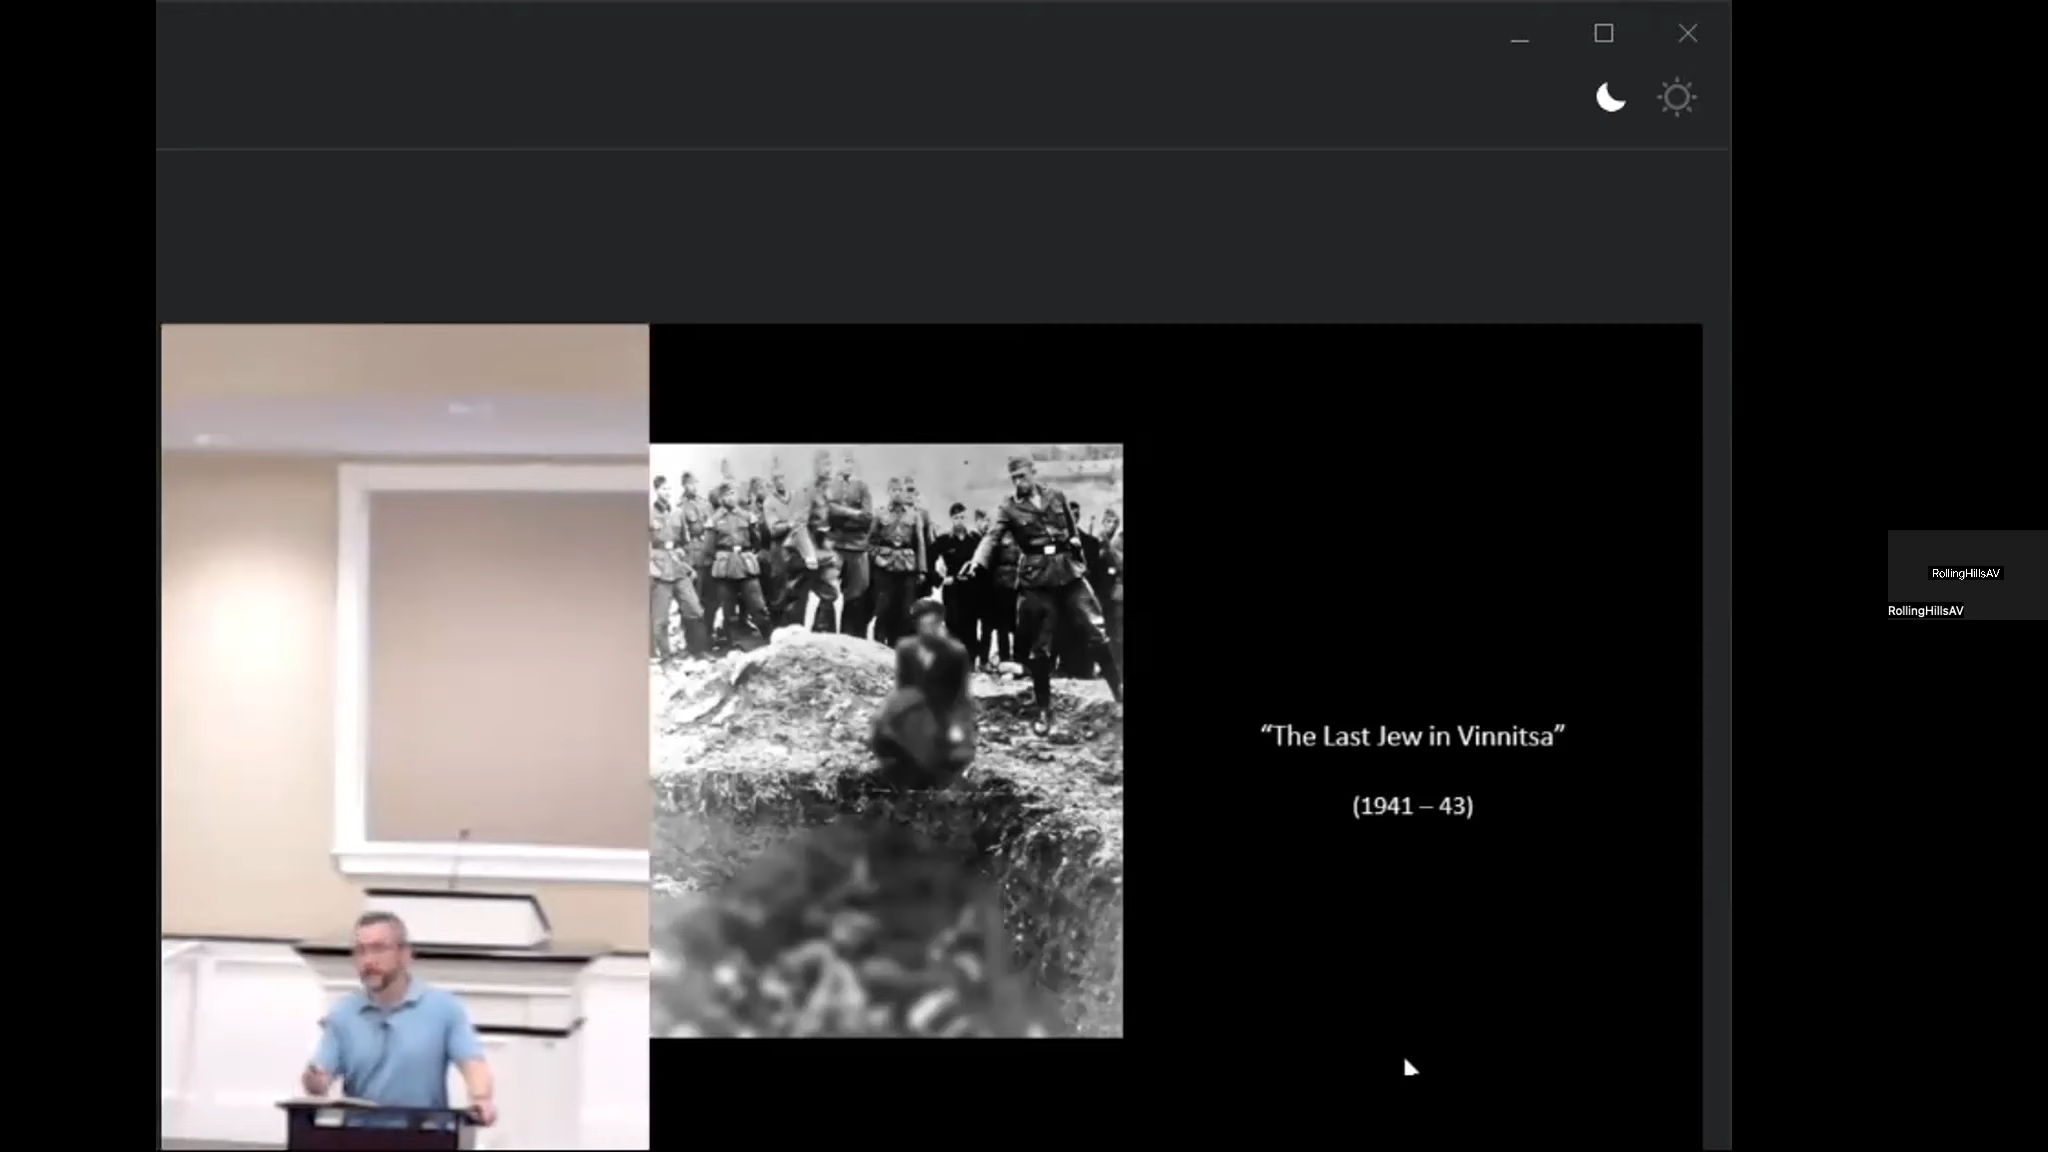 “The Last Jew in Vinnitsa”
(1941 – 43)
RollingHillsAV
RollingHillsAV